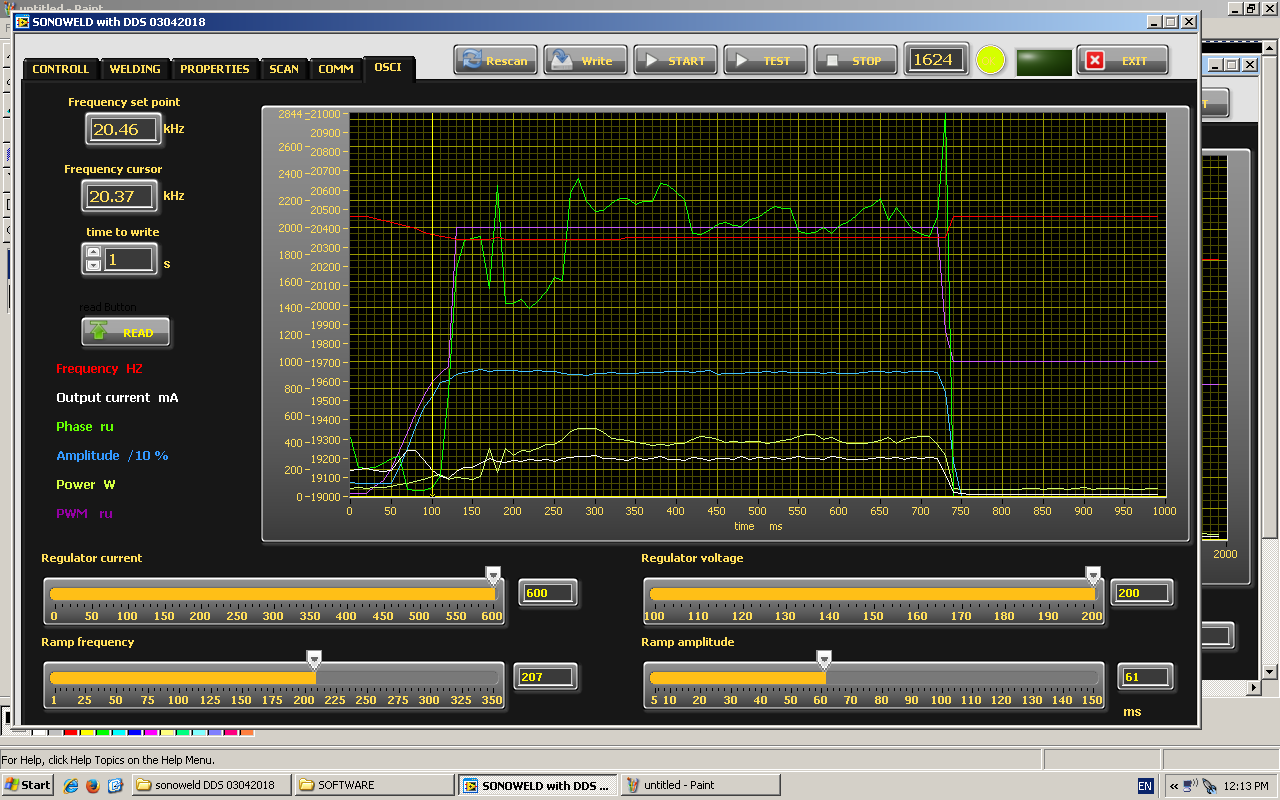 untitled - Paint
SONOWELD with DDS 03042018
CONTROLL WELDING PROPERTIES SCAN COMM OSCI
Rescan Write START TEST STOP 1624 EXIT
Frequency set point
20.46 kHz
Frequency cursor
20.37 kHz
time to write
1 s
read Button
READ
Frequency HZ
Output current mA
Phase ru
Amplitude /10 %
Power W
PWM ru
2844 21000
20900
2600 20800
2400 20700
20600
2200 20500
2000 20400
20300
1800 20200
1600 20100
1400 20000
19900
1200 19800
1000 19700
800 19600
19500
600 19400
400 19300
200 19200
19100
0 19000
0 50 100 150 200 250 300 350 400 450 500 550 600 650 700 750 800 850 900 950 1000
time ms
2000
Regulator current
600
0 50 100 150 200 250 300 350 400 450 500 550 600
Regulator voltage
200
100 110 120 130 140 150 160 170 180 190 200
Ramp frequency
207
1 25 50 75 100 125 150 175 200 225 250 275 300 350
Ramp amplitude
61
5 10 20 30 40 50 60 70 80 90 100 110 120 130 150
ms
For Help, click Help Topics on the Help Menu.
Start sonoweld DDS 03042018 SOFTWARE SONOWELD with DDS ... untitled - Paint EN 12:13 PM